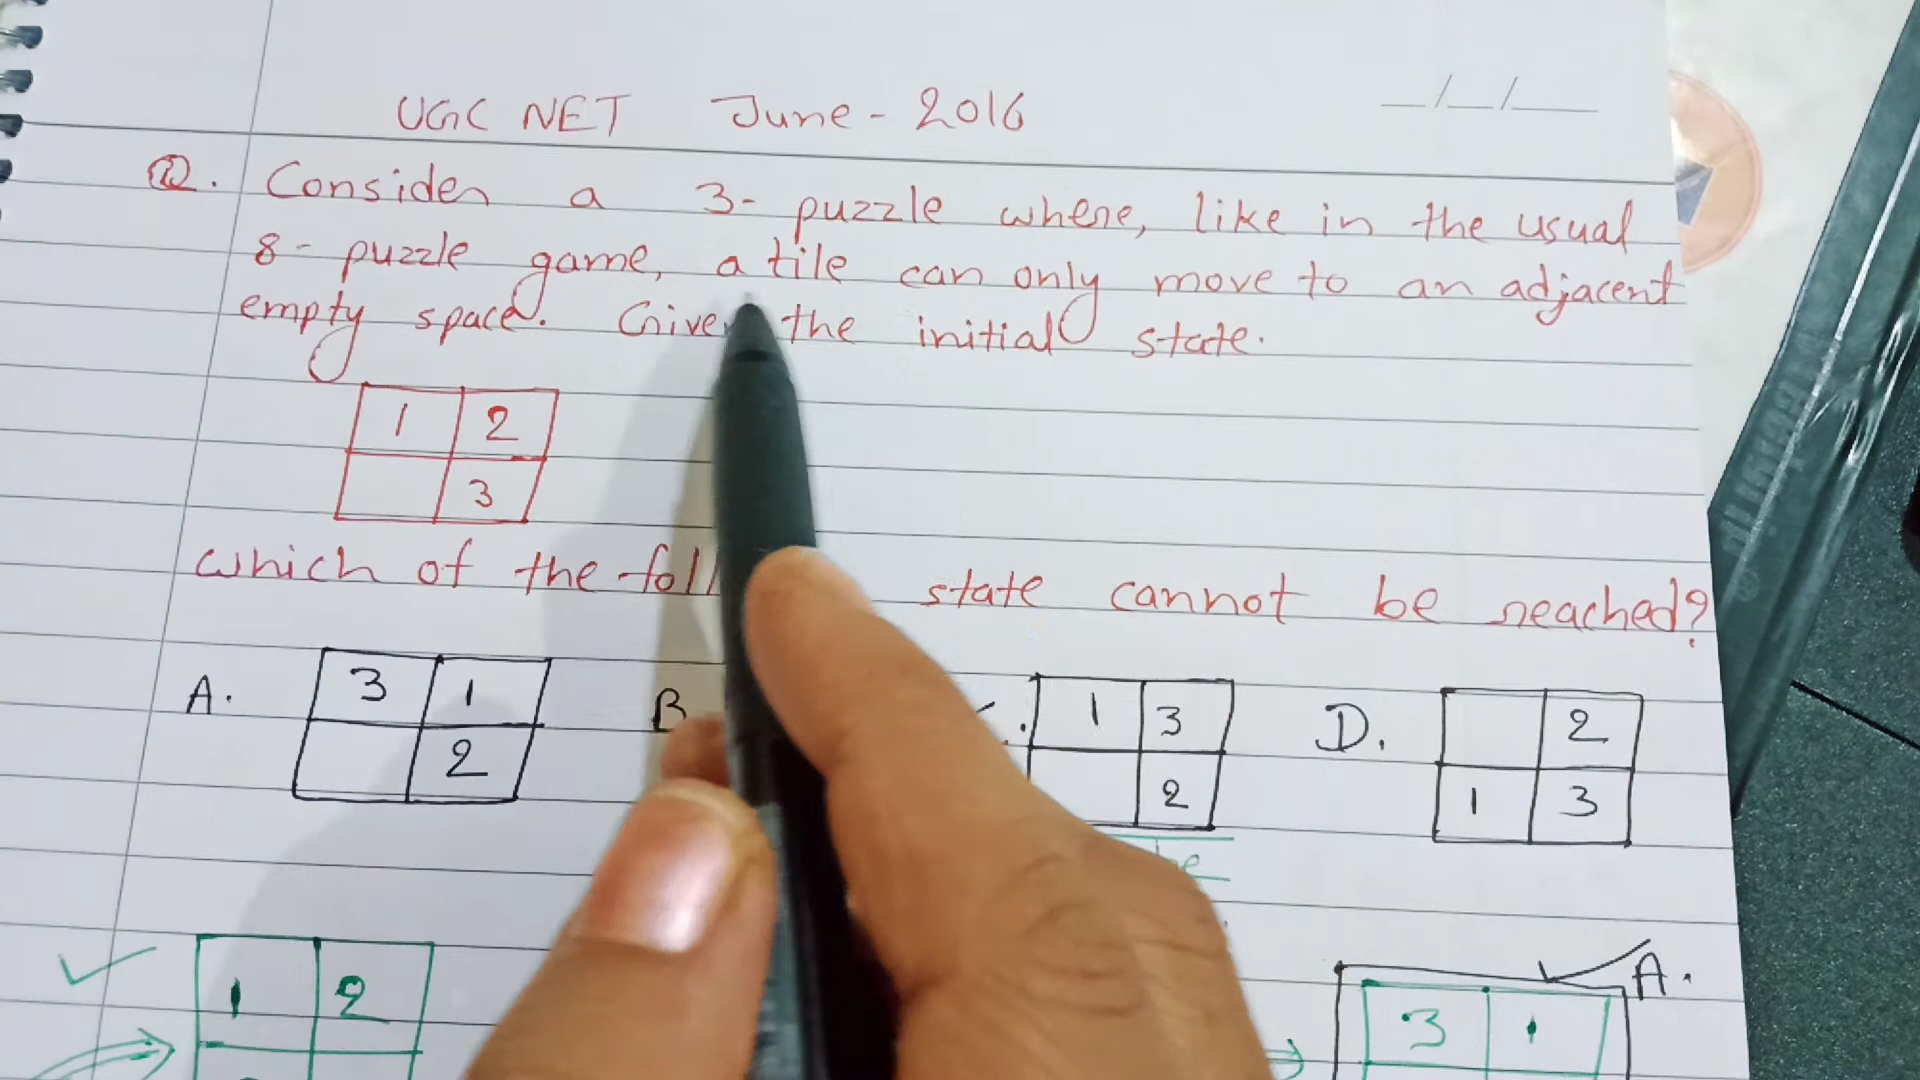 _/_/_
UGC NET June - 2016
Q. Consider a 3- puzzle where, like in the usual
8- puzzle game, a tile can only move to an adjacent
empty space. Given the initial state.
1 2
3
which of the state cannot be reached?
A. 3 1
2
B
1 3
2
D. 2
1 3
A.
1 2
3 1